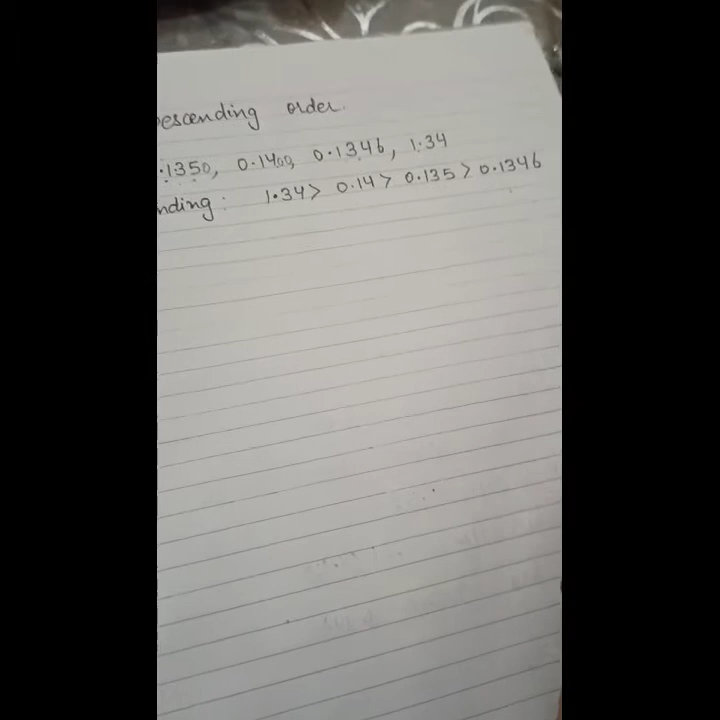 escending order.
.1350, 0.1400, 0.1346, 1.34
nding: 1.34> 0.14> 0.135> 0.1346